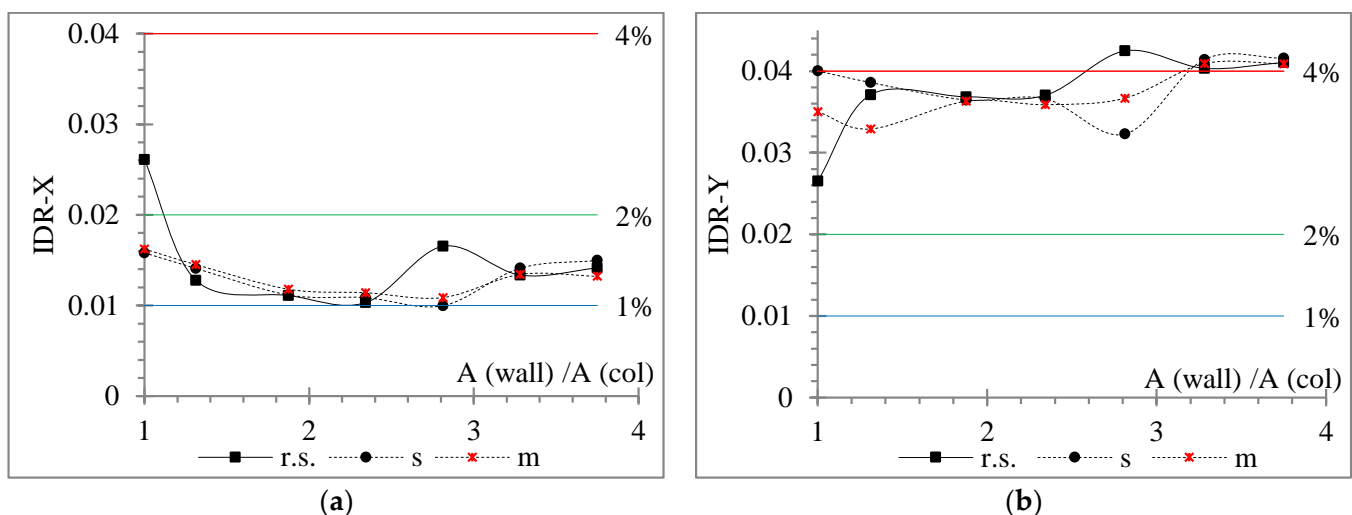 0.04
0.03
0.02
0.01
0
IDR-X
4%
2%
1%
A (wall) /A (col)
1 2 3 4
r.s. s m
(a)
0.04
0.03
0.02
0.01
0
IDR-Y
4%
2%
1%
A (wall) /A (col)
1 2 3 4
r.s. s m
(b)